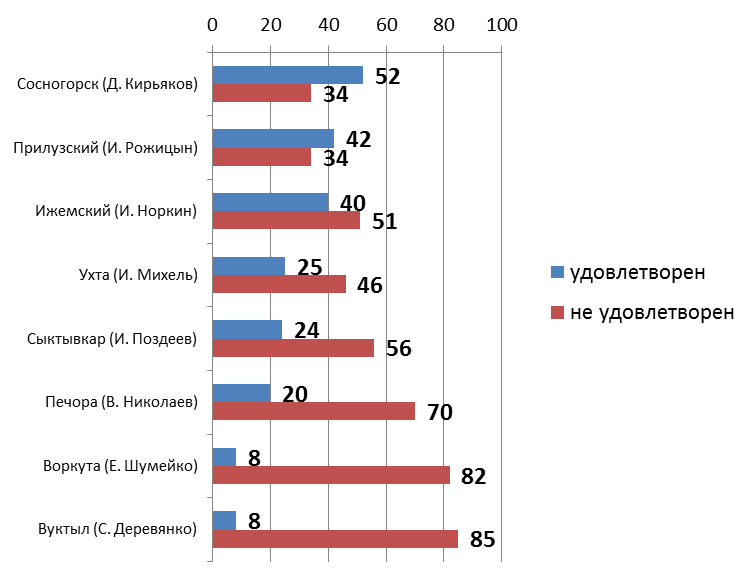 0 20 40 60 80 100
Сосногорск (Д. Кирьяков)
52
34
Прилузский (И. Рожицын)
42
34
Ижемский (И. Норкин)
40
51
Ухта (И. Михель)
25
46
Сыктывкар (И. Поздеев)
24
56
Печора (В. Николаев)
20
70
Воркута (Е. Шумейко)
8
82
Вуктыл (С. Деревянко)
8
85
удовлетворен
не удовлетворен